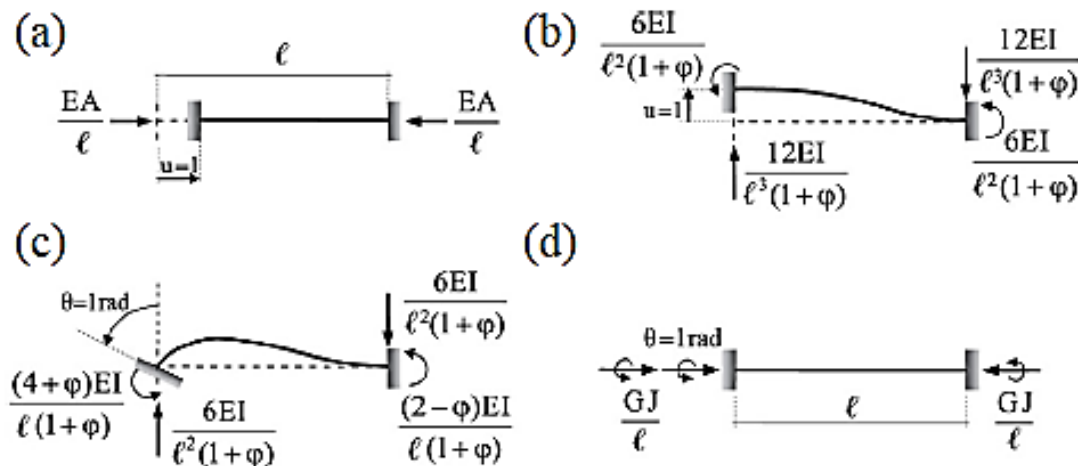 (a)
ℓ
EA
ℓ
EA
ℓ
u=1
(b)
6EI
ℓ²(1+φ)
12EI
ℓ³(1+φ)
u=1
12EI
ℓ³(1+φ)
6EI
ℓ²(1+φ)
(c)
θ=1rad
6EI
ℓ²(1+φ)
(4+φ)EI
ℓ(1+φ)
6EI
ℓ²(1+φ)
(2-φ)EI
ℓ(1+φ)
(d)
θ=1rad
GJ
ℓ
ℓ
GJ
ℓ